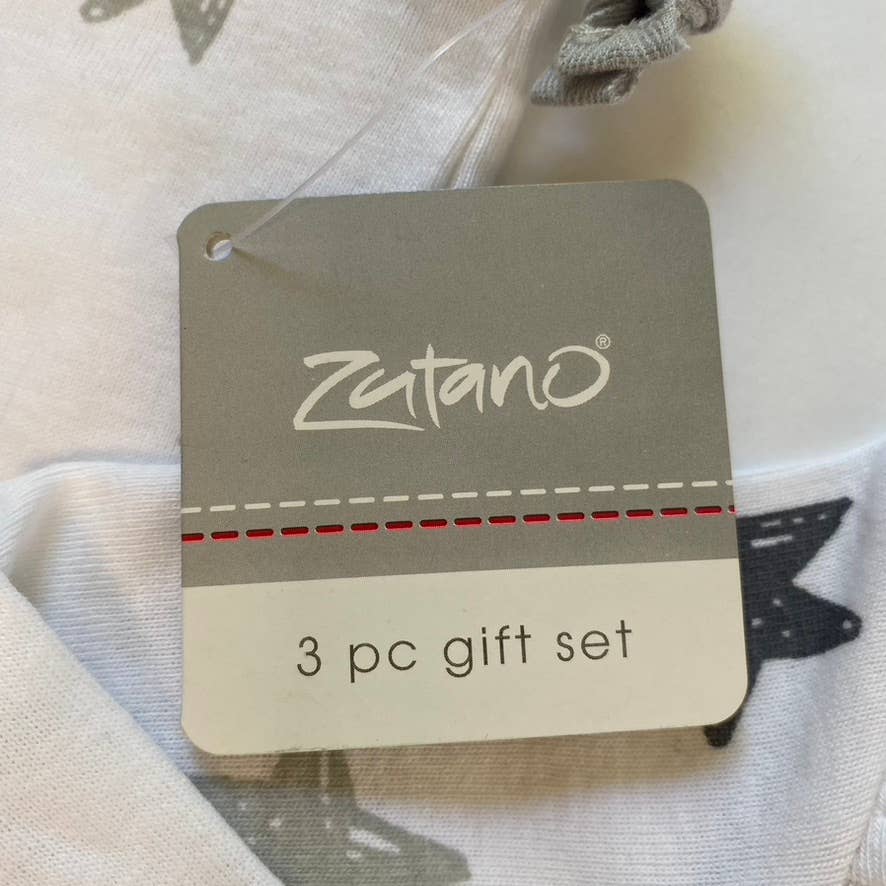 Zutano®
3 pc gift set